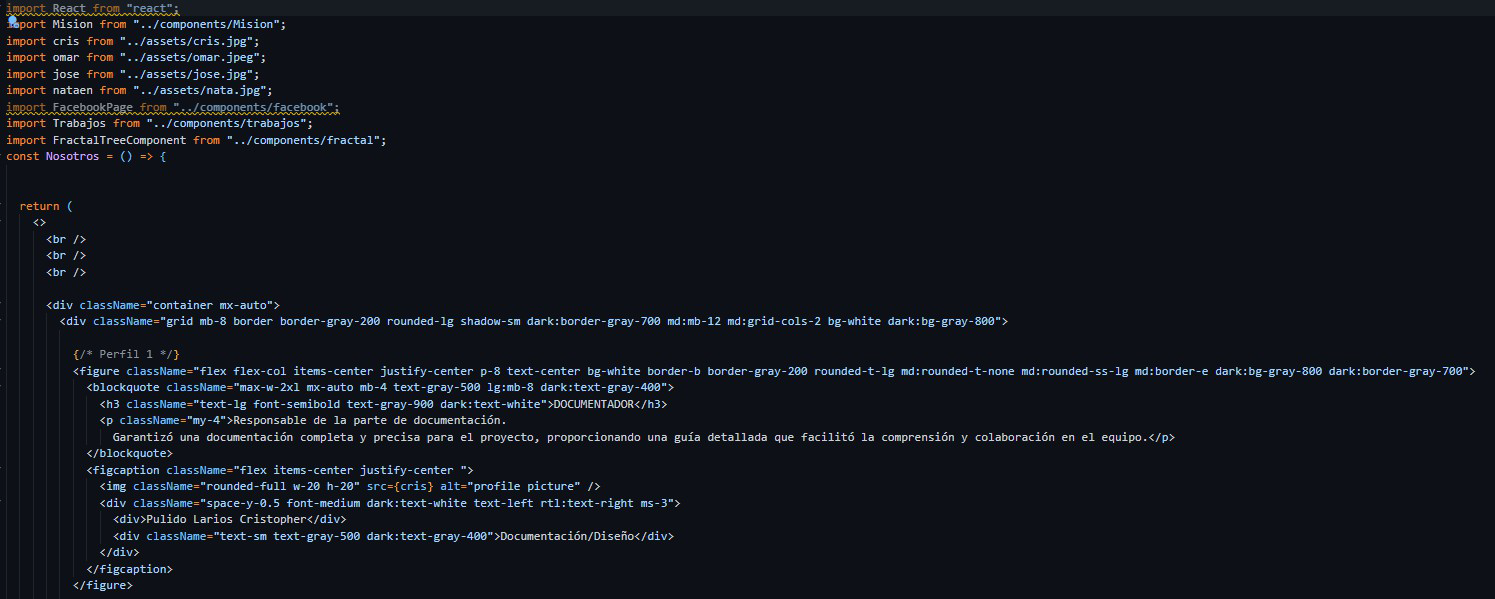 import React from "react";
import Mision from "../components/Mision";
import cris from "../assets/cris.jpg";
import omar from "../assets/omar.jpeg";
import jose from "../assets/jose.jpg";
import nataen from "../assets/nata.jpg";
import FacebookPage from "../components/facebook";
import Trabajos from "../components/trabajos";
import FractalTreeComponent from "../components/fractal";
const Nosotros = () => {
return (
<>
<br />
<br />
<br />
<div className="container mx-auto">
<div className="grid mb-8 border border-gray-200 rounded-lg shadow-sm dark:border-gray-700 md:mb-12 md:grid-cols-2 bg-white dark:bg-gray-800">
{/* Perfil 1 */}
<figure className="flex flex-col items-center justify-center p-8 text-center bg-white border-b border-gray-200 rounded-t-lg md:rounded-t-none md:rounded-ss-lg md:border-e dark:bg-gray-800 dark:border-gray-700">
<blockquote className="max-w-2xl mx-auto mb-4 text-gray-500 lg:mb-8 dark:text-gray-400">
<h3 className="text-lg font-semibold text-gray-900 dark:text-white">DOCUMENTADOR</h3>
<p className="my-4">Responsable de la parte de documentación.
Garantizó una documentación completa y precisa para el proyecto, proporcionando una guía detallada que facilitó la comprensión y colaboración en el equipo.</p>
</blockquote>
<figcaption className="flex items-center justify-center ">
<img className="rounded-full w-20 h-20" src={cris} alt="profile picture" />
<div className="space-y-0.5 font-medium dark:text-white text-left rtl:text-right ms-3">
<div>Pulido Larios Cristopher</div>
<div className="text-sm text-gray-500 dark:text-gray-400">Documentación/Diseño</div>
</div>
</figcaption>
</figure>